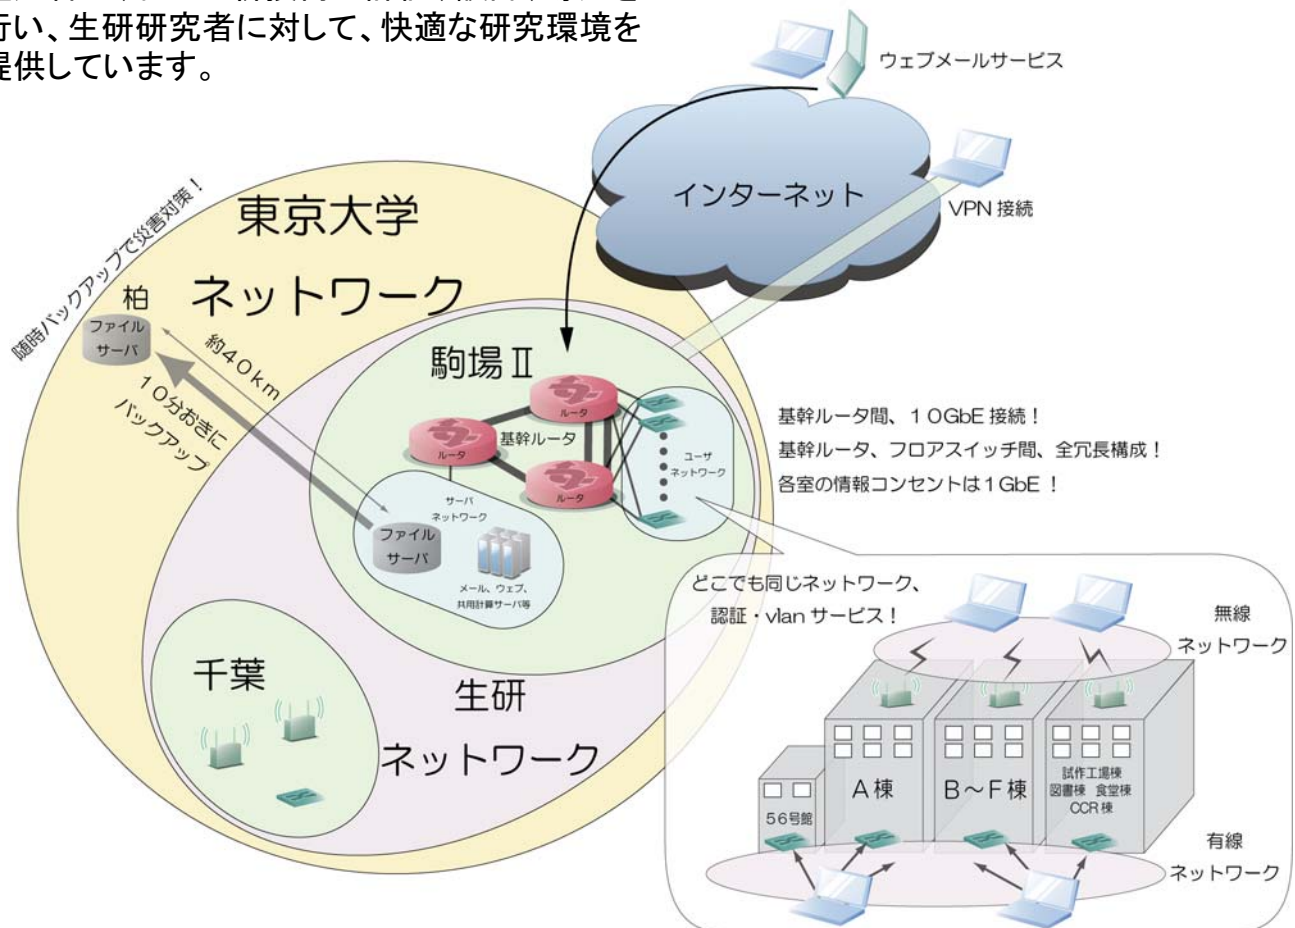 行い、生研研究者に対して、快適な研究環境を
提供しています。
ウェブメールサービス
インターネット
VPN 接続
随時バックアップで災害対策！
東京大学
ネットワーク
柏
ファイル
サーバ
約４０ｋｍ
１０分おきに
バックアップ
駒場Ⅱ
ルータ
基幹ルータ
ルータ
ルータ
ユーザ
ネットワーク
サーバ
ネットワーク
ファイル
サーバ
メール、ウェブ、
共用計算サーバ等
基幹ルータ間、１０GbE 接続！
基幹ルータ、フロアスイッチ間、全冗長構成！
各室の情報コンセントは１GbE！
千葉
生研
ネットワーク
どこでも同じネットワーク、
認証・vlan サービス！
無線
ネットワーク
５６号館
A 棟
B～F 棟
試作工場棟
図書棟 食堂棟
CCR 棟
有線
ネットワーク